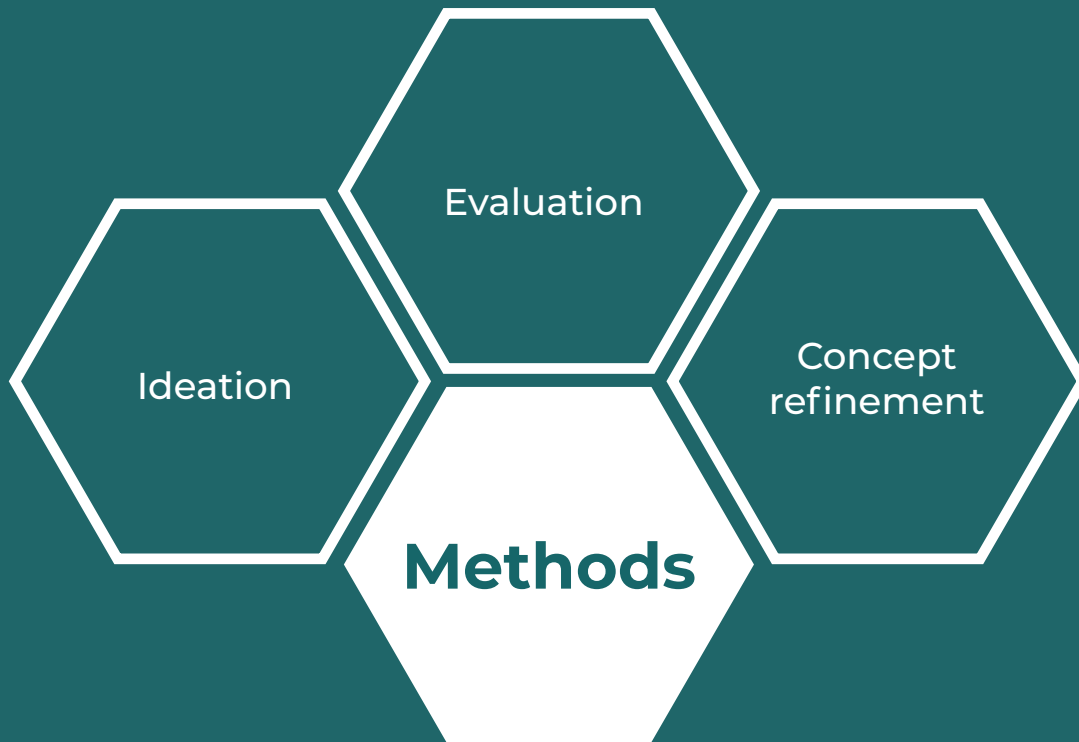 Evaluation
Ideation
Concept
refinement
Methods